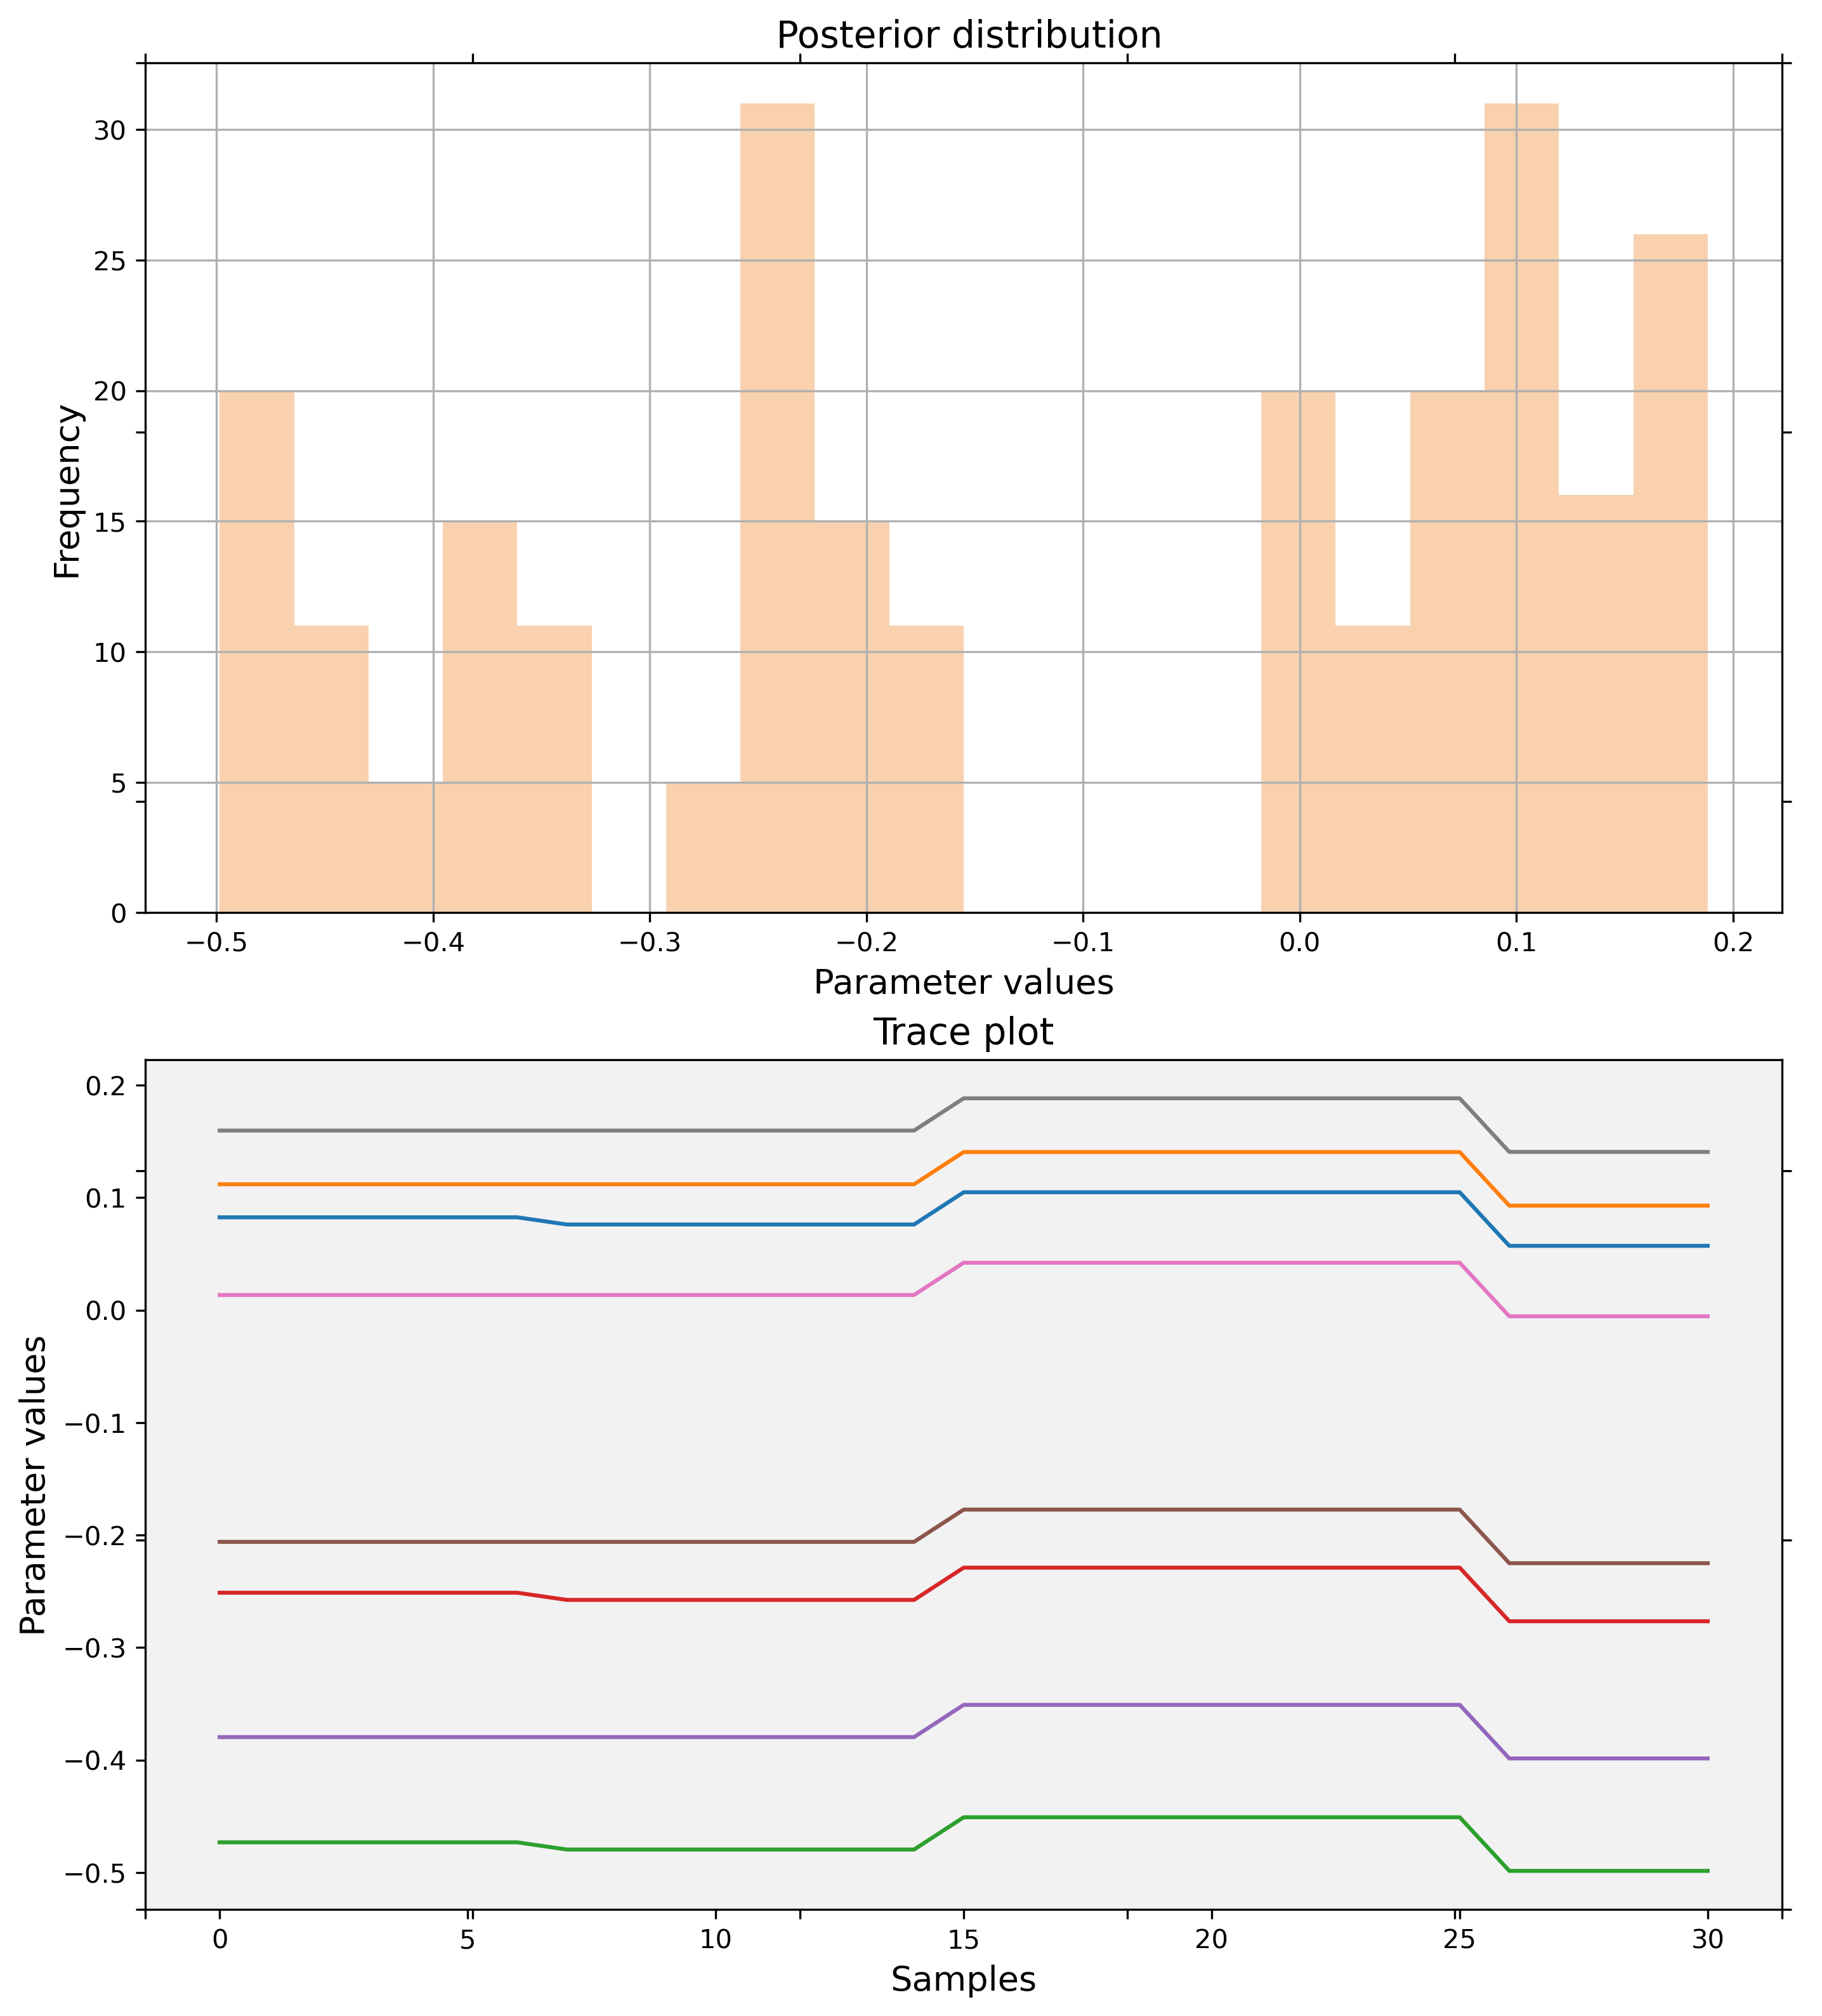 Posterior distribution
30
25
20
15
10
5
0
Frequency
−0.5 −0.4 −0.3 −0.2 −0.1 0.0 0.1 0.2
Parameter values
Trace plot
0.2
0.1
0.0
−0.1
−0.2
−0.3
−0.4
−0.5
Parameter values
0 5 10 15 20 25 30
Samples